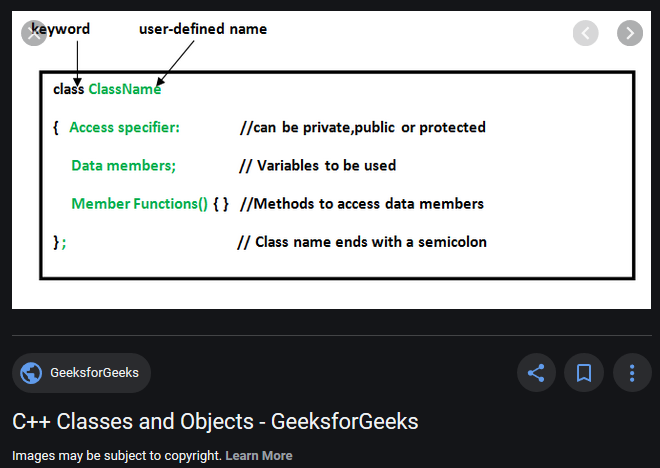 keyword user-defined name
class ClassName
{ Access specifier: //can be private,public or protected
Data members; // Variables to be used
Member Functions() { } //Methods to access data members
} ; // Class name ends with a semicolon
GeeksforGeeks
C++ Classes and Objects - GeeksforGeeks
Images may be subject to copyright. Learn More